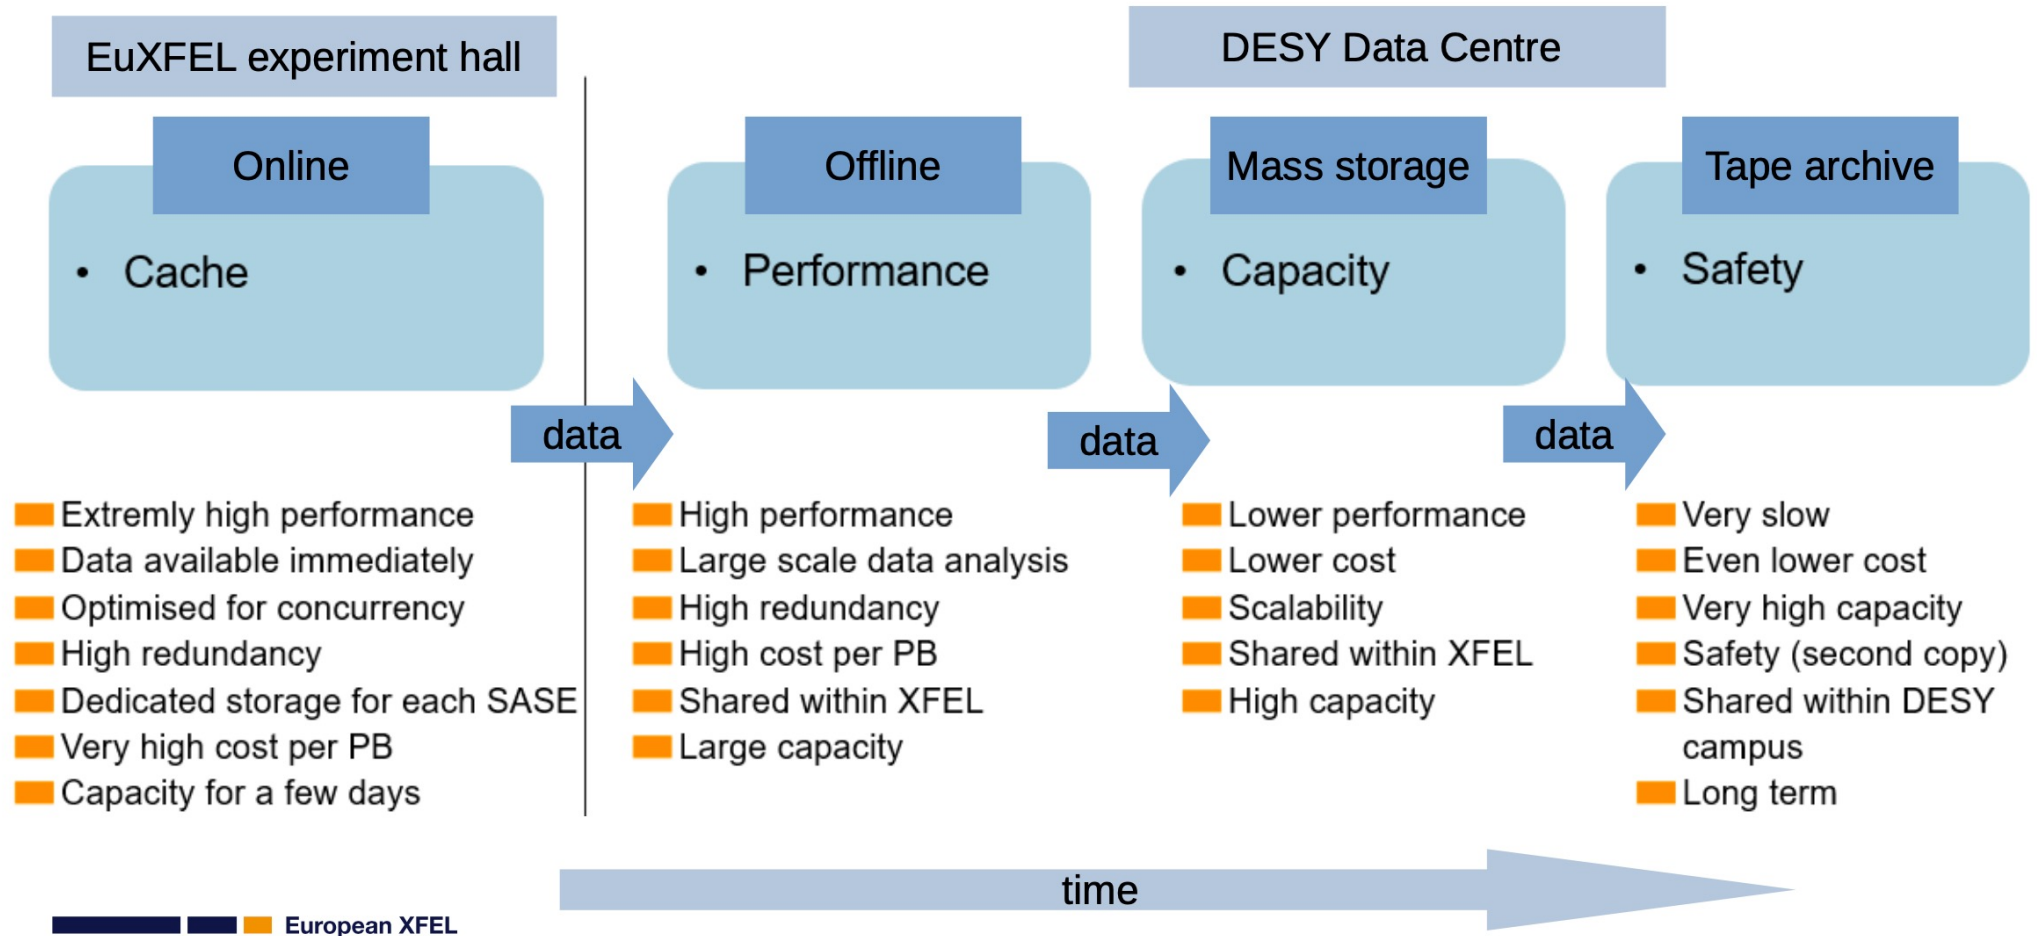 EuXFEL experiment hall
DESY Data Centre
Online
• Cache
Offline
• Performance
Mass storage
• Capacity
Tape archive
• Safety
data
data
data
Extremly high performance
Data available immediately
Optimised for concurrency
High redundancy
Dedicated storage for each SASE
Very high cost per PB
Capacity for a few days
High performance
Large scale data analysis
High redundancy
High cost per PB
Shared within XFEL
Large capacity
Lower performance
Lower cost
Scalability
Shared within XFEL
High capacity
Very slow
Even lower cost
Very high capacity
Safety (second copy)
Shared within DESY
campus
Long term
time
European XFEL